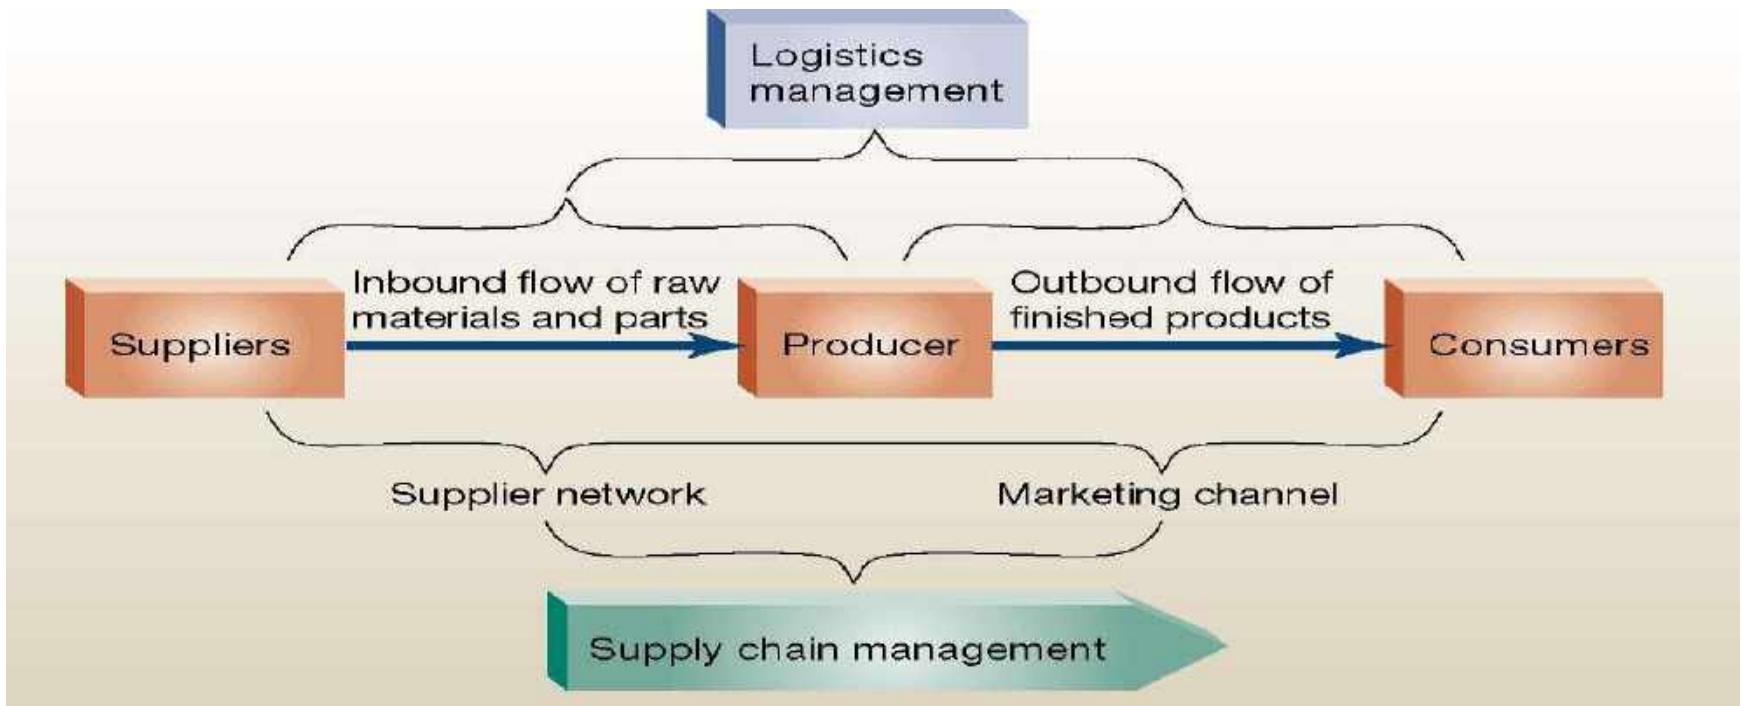 Logistics
management
Inbound flow of raw
materials and parts
Outbound flow of
finished products
Suppliers
Producer
Consumers
Supplier network
Marketing channel
Supply chain management